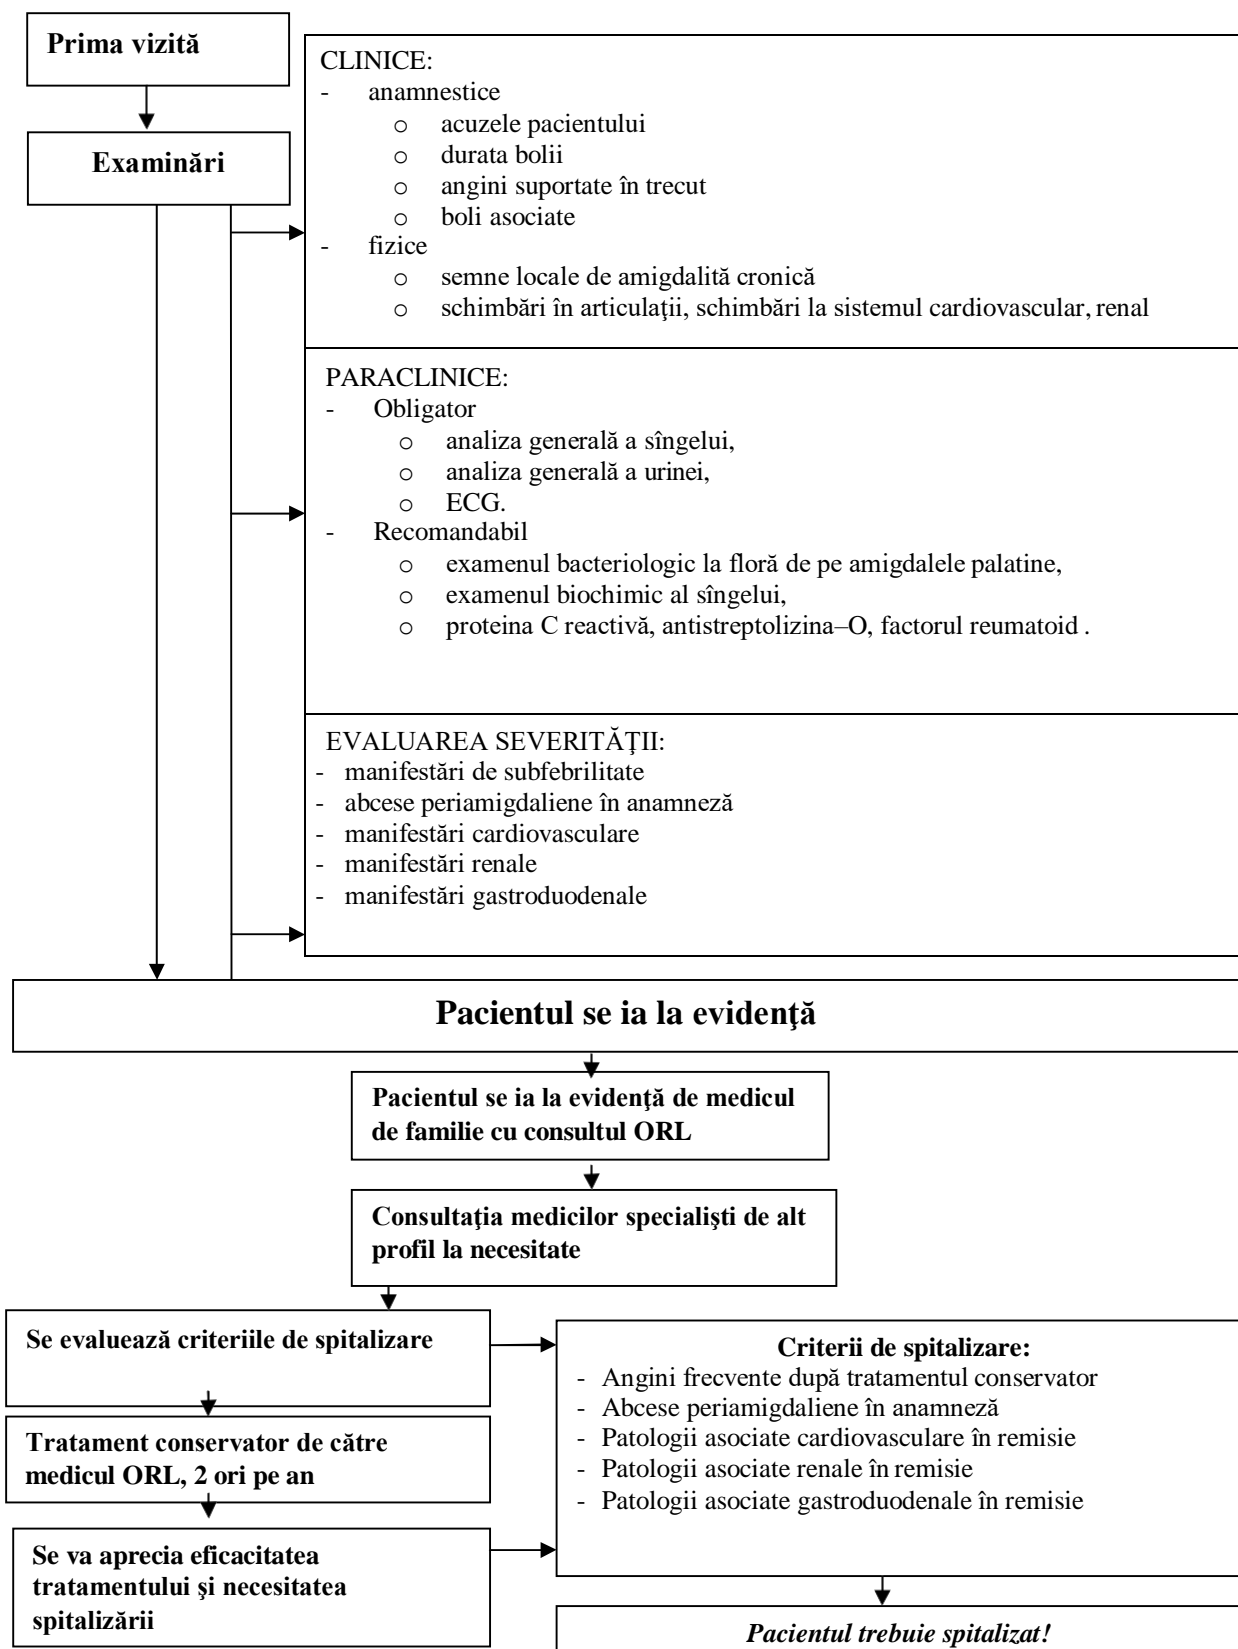 Prima vizită
Examinări
CLINICE:
- anamnestice
o acuzele pacientului
o durata bolii
o angini suportate în trecut
o boli asociate
- fizice
o semne locale de amigdalită cronică
o schimbări în articulaţii, schimbări la sistemul cardiovascular, renal
PARACLINICE:
- Obligator
o analiza generală a sîngelui,
o analiza generală a urinei,
o ECG.
- Recomandabil
o examenul bacteriologic la floră de pe amigdalele palatine,
o examenul biochimic al sîngelui,
o proteina C reactivă, antistreptolizina–O, factorul reumatoid .
EVALUAREA SEVERITĂŢII:
- manifestări de subfebrilitate
- abcese periamigdaliene în anamneză
- manifestări cardiovasculare
- manifestări renale
- manifestări gastroduodenale
Pacientul se ia la evidenţă
Pacientul se ia la evidenţă de medicul
de familie cu consultul ORL
Consultaţia medicilor specialişti de alt
profil la necesitate
Se evaluează criteriile de spitalizare
Tratament conservator de către
medicul ORL, 2 ori pe an
Se va aprecia eficacitatea
tratamentului şi necesitatea
spitalizării
Criterii de spitalizare:
- Angini frecvente după tratamentul conservator
- Abcese periamigdaliene în anamneză
- Patologii asociate cardiovasculare în remisie
- Patologii asociate renale în remisie
- Patologii asociate gastroduodenale în remisie
Pacientul trebuie spitalizat!